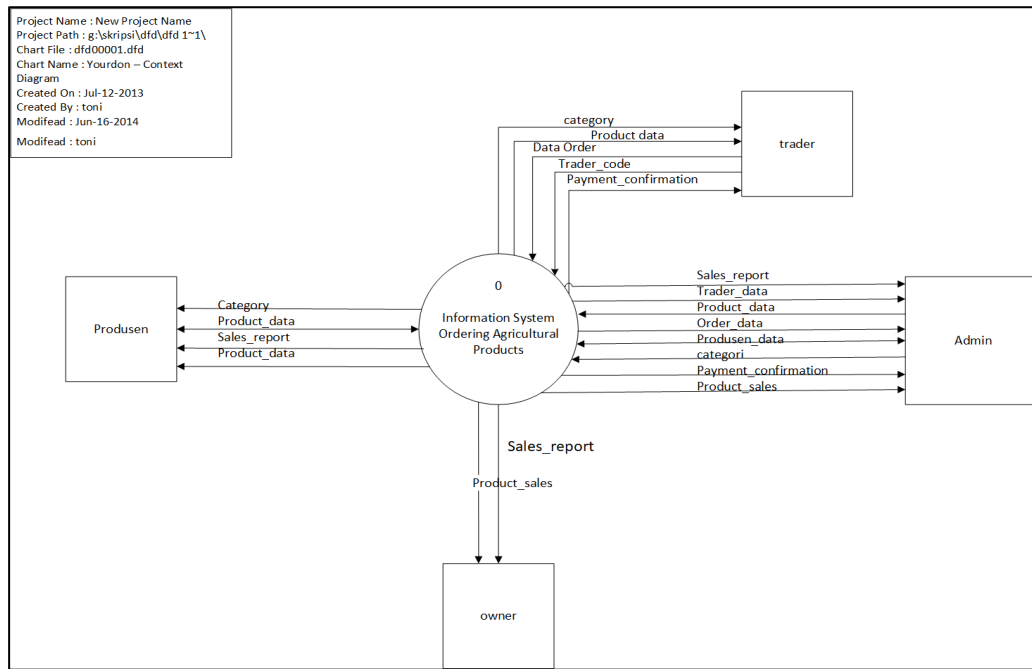 Project Name : New Project Name
Project Path : g:\skripsi\dfd\dfd 1~1\
Chart File : dfd00001.dfd
Chart Name : Yourdon – Context
Diagram
Created On : Jul-12-2013
Created By : toni
Modifead : Jun-16-2014
Modifead : toni
category
Product data
Data Order
Trader_code
Payment_confirmation
trader
Produsen
Category
Product_data
Sales_report
Product_data
0
Information System
Ordering Agricultural
Products
Sales_report
Trader_data
Product_data
Order_data
Produsen_data
categori
Payment_confirmation
Product_sales
Admin
Sales_report
Product_sales
owner